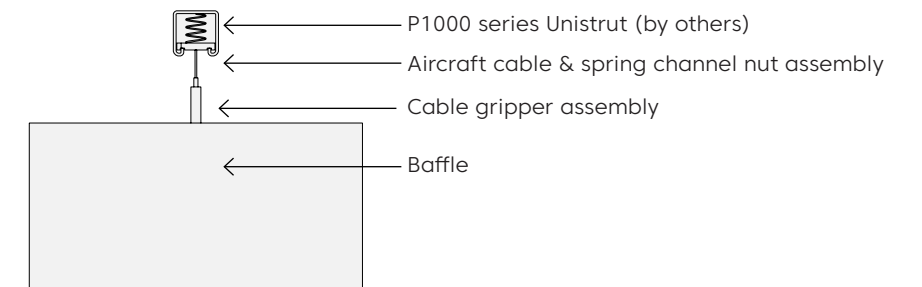 P1000 series Unistrut (by others)
Aircraft cable & spring channel nut assembly
Cable gripper assembly
Baffle